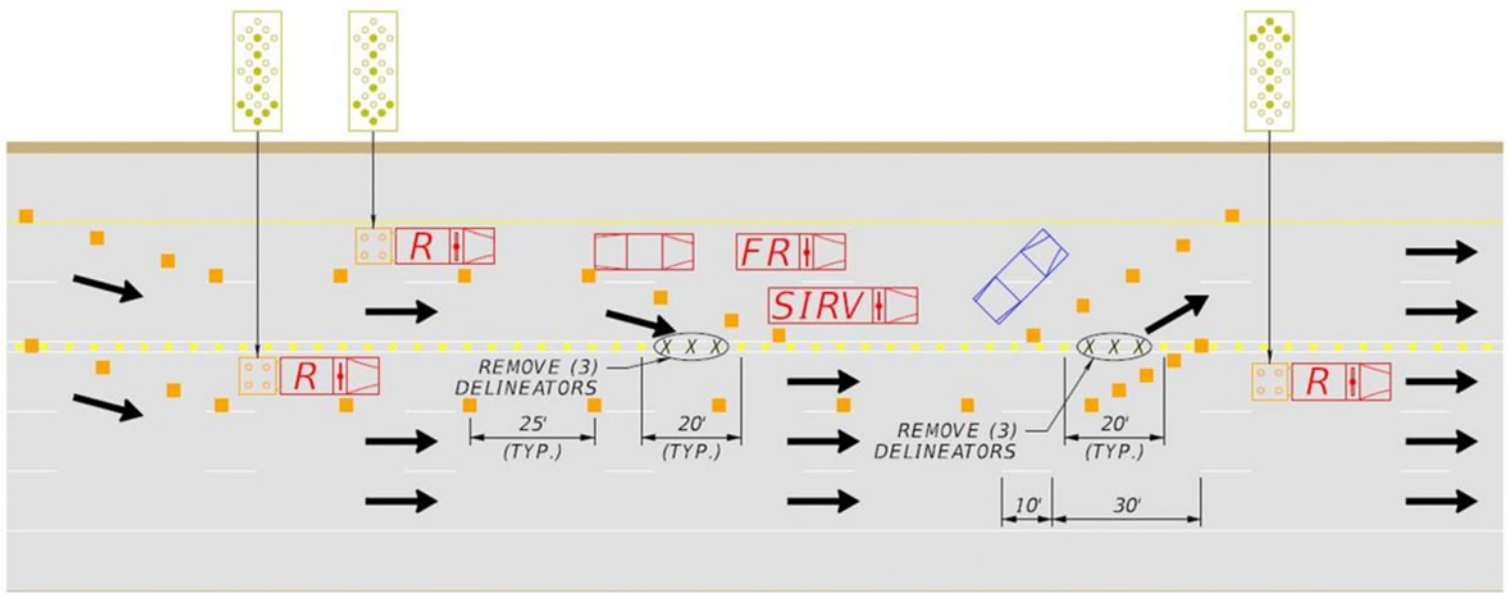 R
FR
SIRV
R
X X X
REMOVE (3)
DELINEATORS
25'
(TYP.)
20'
(TYP.)
X X X
REMOVE (3)
DELINEATORS
20'
(TYP.)
R
10'
30'